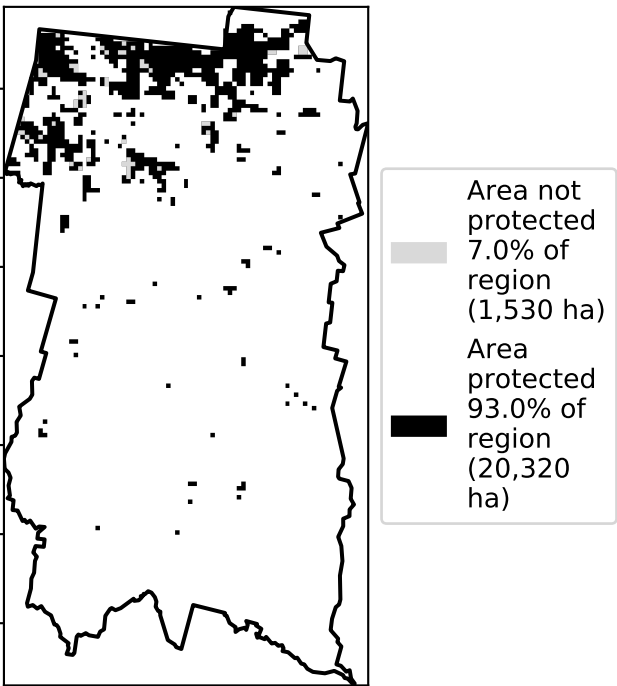 Area not
protected
7.0% of
region
(1,530 ha)
Area
protected
93.0% of
region
(20,320
ha)